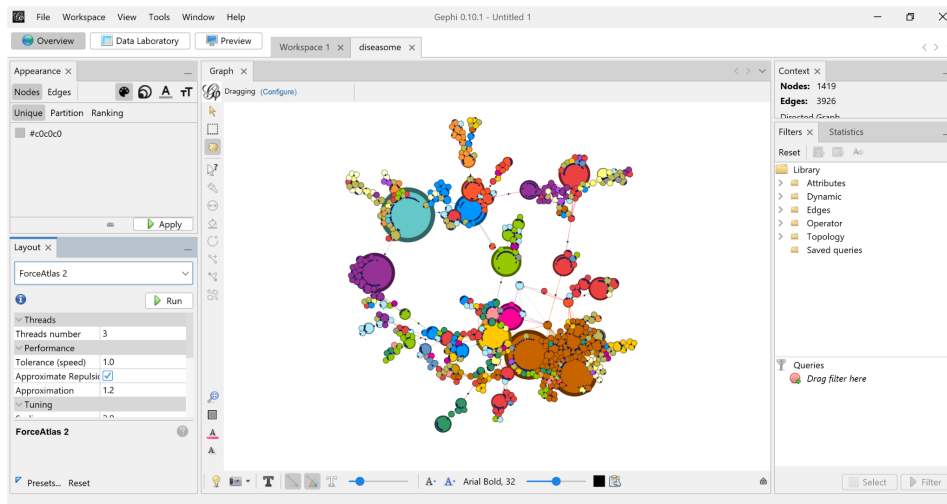 File Workspace View Tools Window Help
Gephi 0.10.1 - Untitled 1
Overview Data Laboratory Preview
Workspace 1 × diseasome ×
Appearance ×
Nodes Edges
Unique Partition Ranking
#c0c0c0
Apply
Layout ×
ForceAtlas 2
Run
Threads
Threads number 3
Performance
Tolerance (speed) 1.0
Approximate Repulsic
Approximation 1.2
Tuning
ForceAtlas 2
Presets... Reset
Graph ×
Dragging (Configure)
T T A- A- Arial Bold, 32
Context ×
Nodes: 1419
Edges: 3926
Directed Graph
Filters × Statistics
Reset
Library
Attributes
Dynamic
Edges
Operator
Topology
Saved queries
Queries
Drag filter here
Select Filter